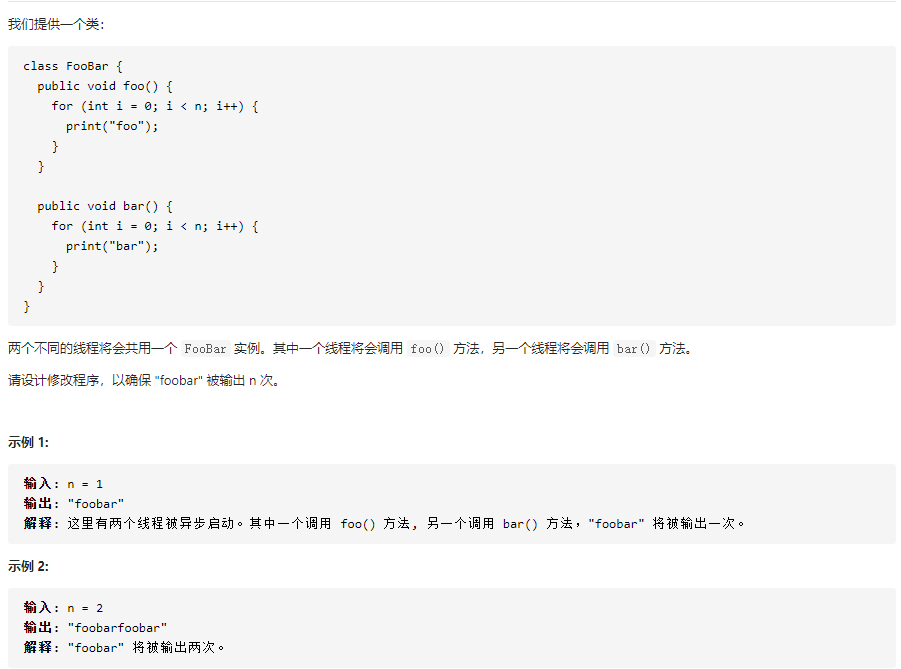 我们提供一个类：
class FooBar {
  public void foo() {
    for (int i = 0; i < n; i++) {
      print("foo");
    }
  }

  public void bar() {
    for (int i = 0; i < n; i++) {
      print("bar");
    }
  }
}
两个不同的线程将会共用一个 FooBar 实例。其中一个线程将会调用 foo() 方法，另一个线程将会调用 bar() 方法。
请设计修改程序，以确保 "foobar" 被输出 n 次。
示例 1:
输入: n = 1
输出: "foobar"
解释: 这里有两个线程被异步启动。其中一个调用 foo() 方法, 另一个调用 bar() 方法，"foobar" 将被输出一次。
示例 2:
输入: n = 2
输出: "foobarfoobar"
解释: "foobar" 将被输出两次。